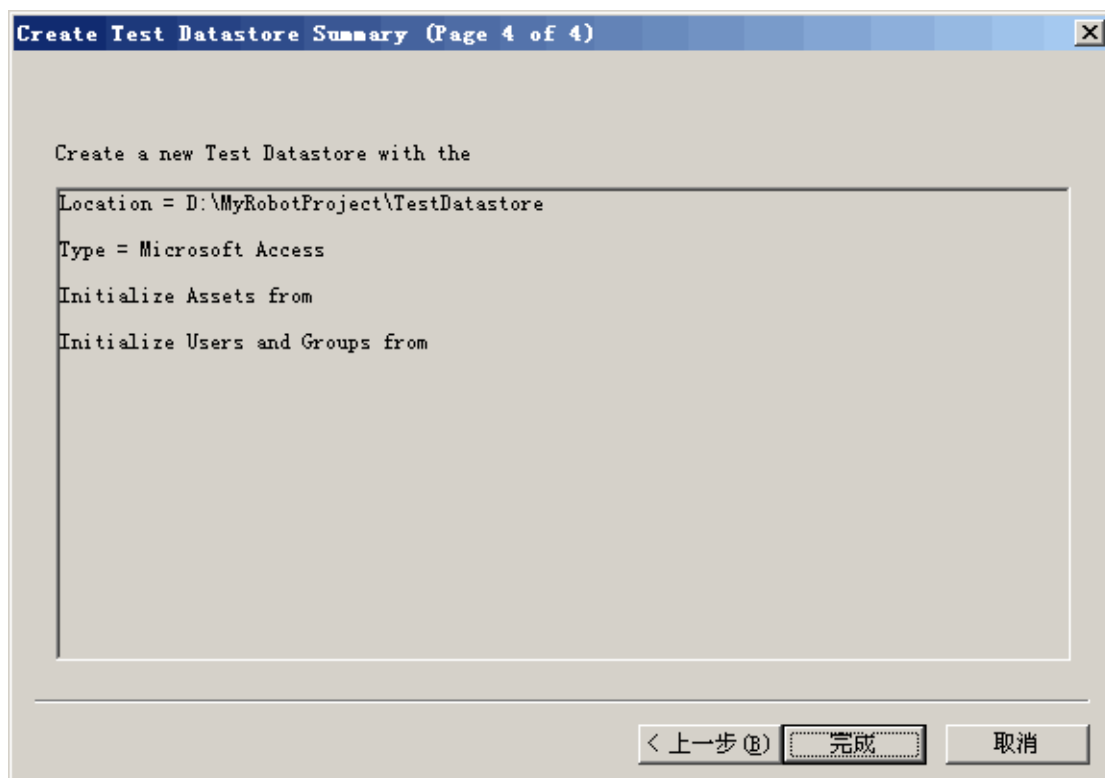 Create Test Datastore Summary (Page 4 of 4)
Create a new Test Datastore with the
Location = D:\MyRobotProject\TestDatastore
Type = Microsoft Access
Initialize Assets from
Initialize Users and Groups from
< 上一步(B) 完成 取消